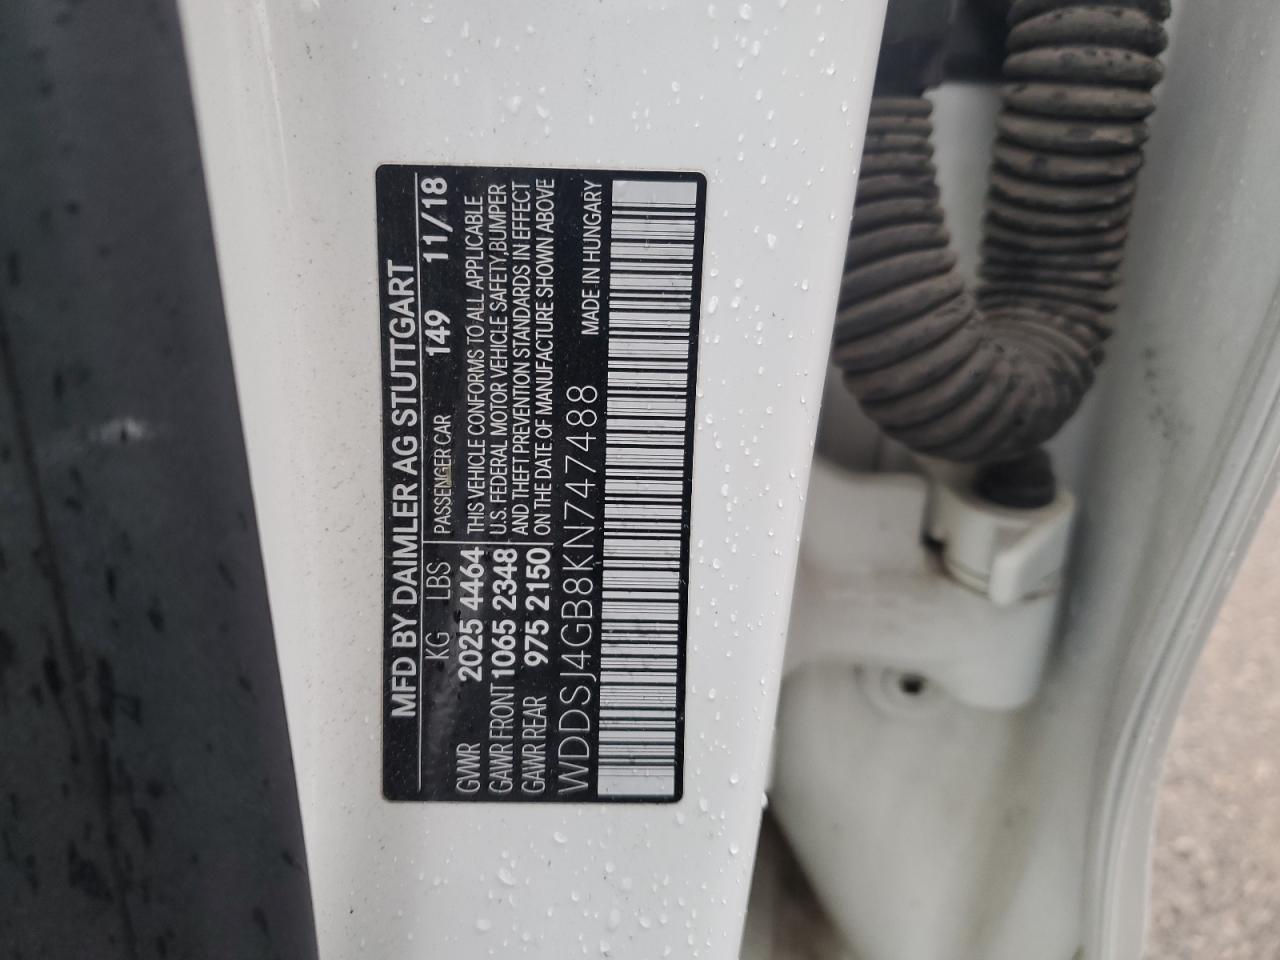 MFD BY DAIMLER AG STUTTGART
KG LBS PASSENGER CAR 149 11/18
GVWR 2025 4464 THIS VEHICLE CONFORMS TO ALL APPLICABLE
GAWR FRONT 1065 2348 U.S. FEDERAL MOTOR VEHICLE SAFETY,BUMPER
GAWR REAR 975 2150 AND THEFT PREVENTION STANDARDS IN EFFECT
ON THE DATE OF MANUFACTURE SHOWN ABOVE
WDDSJ4GB8KN747488 MADE IN HUNGARY